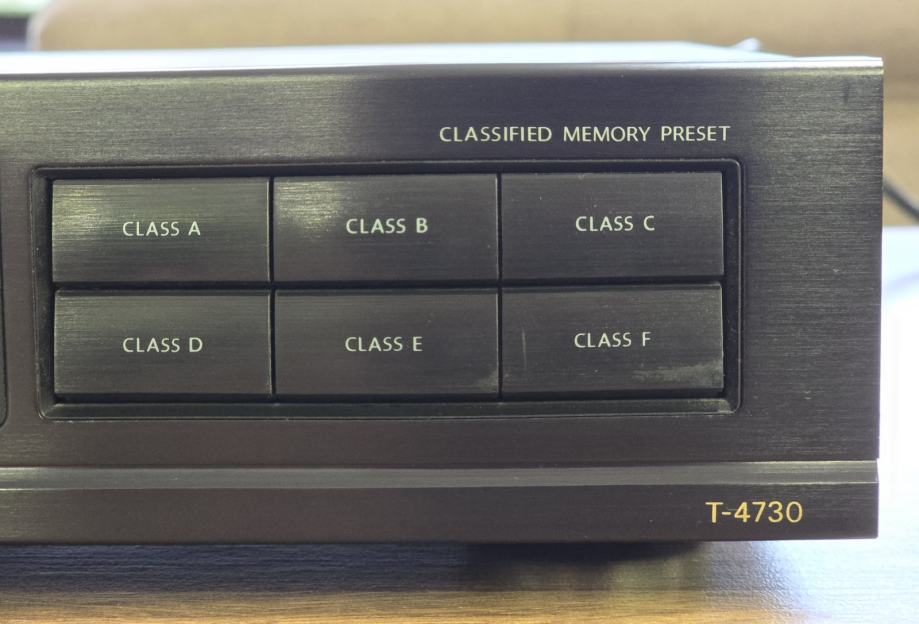 CLASSIFIED MEMORY PRESET
CLASS A CLASS B CLASS C
CLASS D CLASS E CLASS F
T-4730